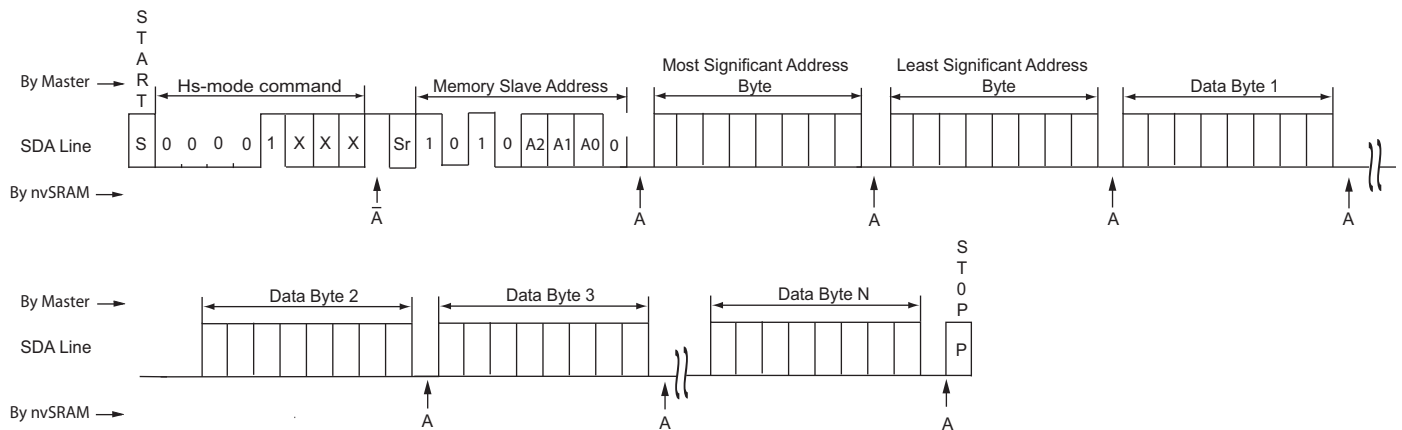 START
By Master
Hs-mode command
Memory Slave Address
Most Significant Address Byte
Least Significant Address Byte
Data Byte 1
SDA Line
S 0 0 0 0 1 X X X Sr 1 0 1 0 A2 A1 A0 0
By nvSRAM
A̅ A A A A
ST0P
By Master
Data Byte 2
Data Byte 3
Data Byte N
SDA Line
P
By nvSRAM
A A A